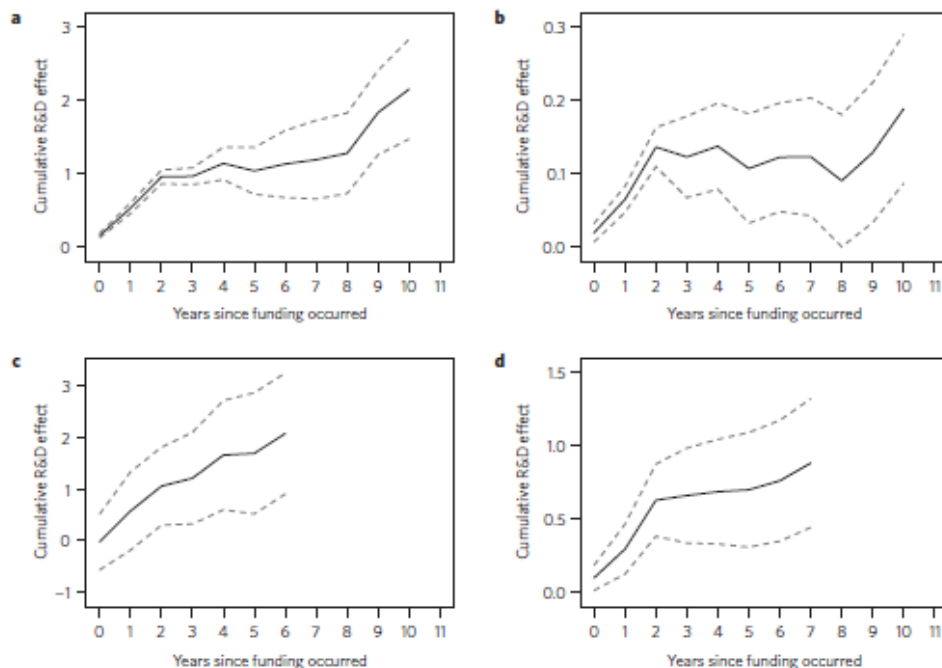 a
3
2
1
0
Cumulative R&D effect
0 1 2 3 4 5 6 7 8 9 10 11
Years since funding occurred
b
0.3
0.2
0.1
0.0
Cumulative R&D effect
0 1 2 3 4 5 6 7 8 9 10 11
Years since funding occurred
c
3
2
1
0
−1
Cumulative R&D effect
0 1 2 3 4 5 6 7 8 9 10 11
Years since funding occurred
d
1.5
1.0
0.5
0.0
Cumulative R&D effect
0 1 2 3 4 5 6 7 8 9 10 11
Years since funding occurred